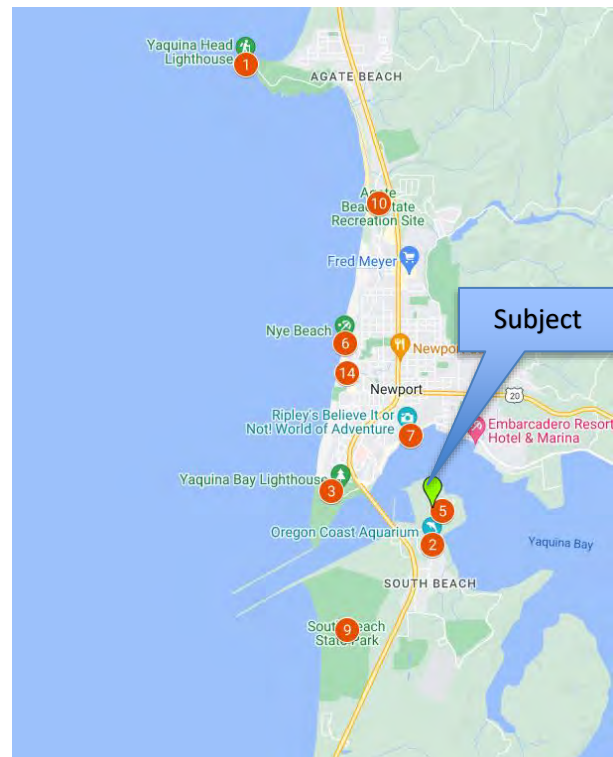 Yaquina Head
Lighthouse
1
AGATE BEACH
Agate
Beach State
Recreation Site
10
Fred Meyer
Subject
Nye Beach
6
Newport
14
Newport
20
Ripley's Believe It or
Not! World of Adventure
7
Embarcadero Resort
Hotel & Marina
Yaquina Bay Lighthouse
3
5
Oregon Coast Aquarium
2
Yaquina Bay
SOUTH BEACH
South Beach
State Park
9